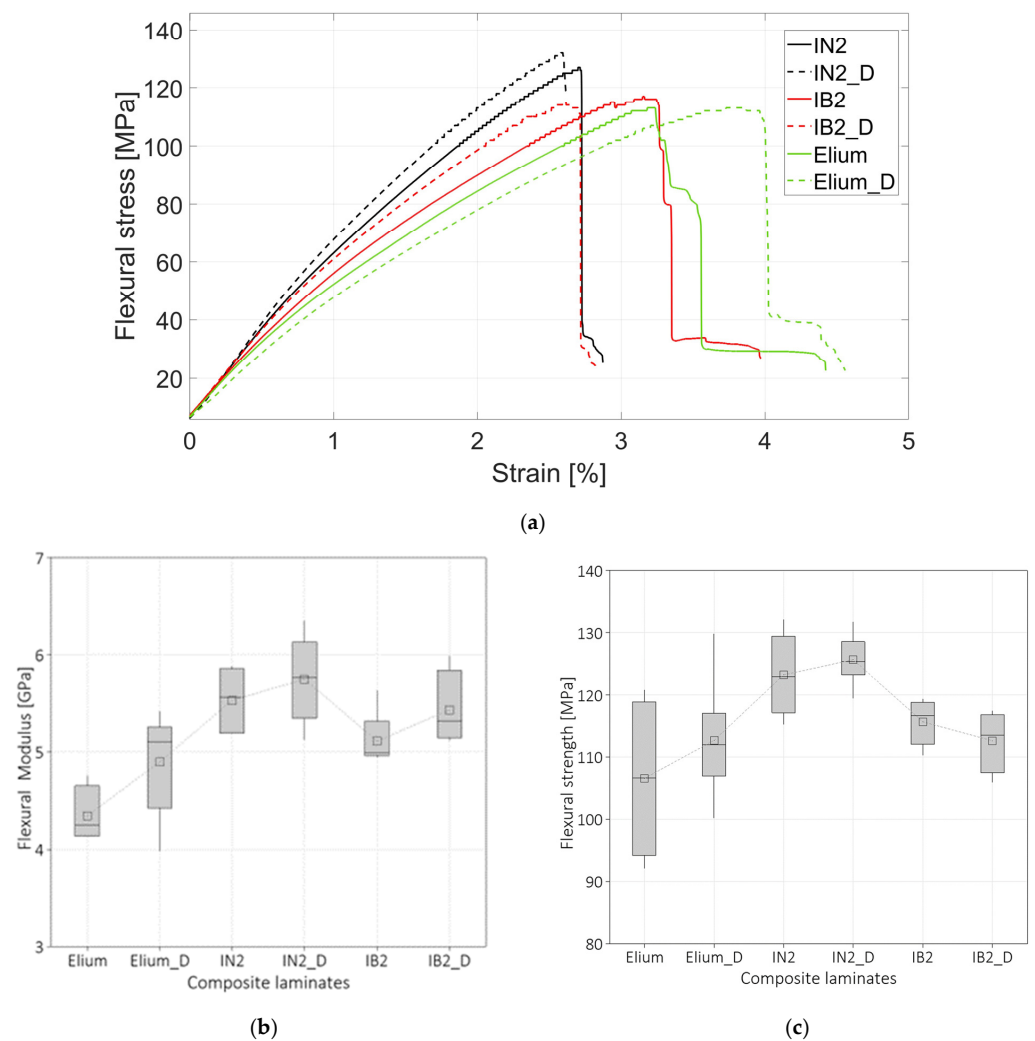 140
120
100
80
60
40
20
Flexural stress [MPa]
0 1 2 3 4 5
Strain [%]
IN2
IN2_D
IB2
IB2_D
Elium
Elium_D
(a)
7
6
5
4
3
Flexural Modulus [GPa]
Elium Elium_D IN2 IN2_D IB2 IB2_D
Composite laminates
(b)
140
130
120
110
100
90
80
Flexural strength [MPa]
Elium Elium_D IN2 IN2_D IB2 IB2_D
Composite laminates
(c)